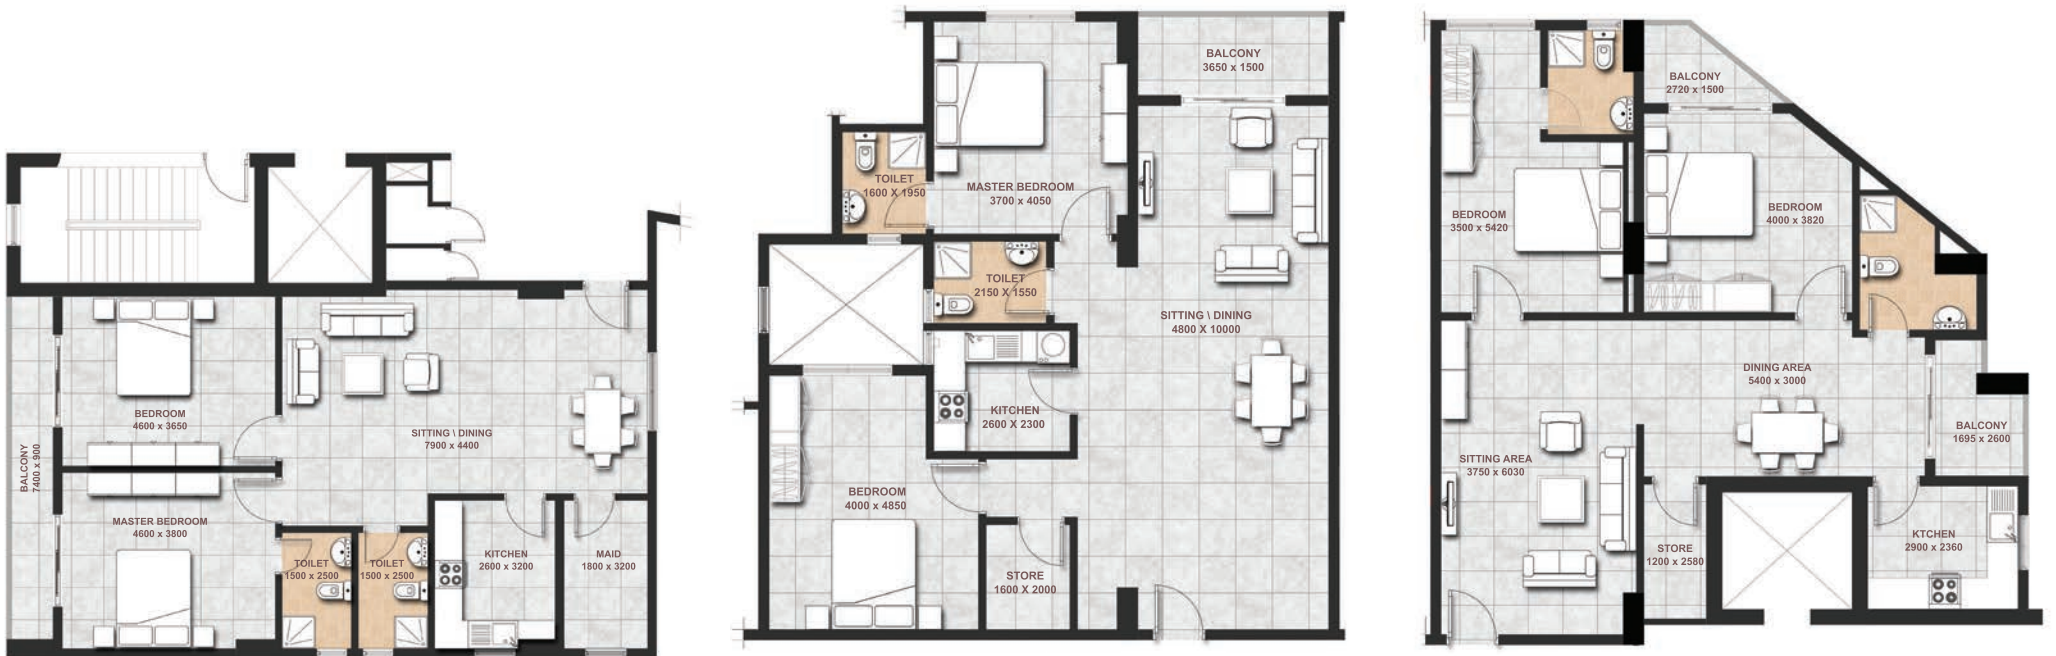 BEDROOM
4600 x 3650
BALCONY
7400 x 900
SITTING \ DINING
7900 x 4400
MASTER BEDROOM
4600 x 3800
TOILET
1500 x 2500
TOILET
1500 x 2500
KITCHEN
2600 x 3200
MAID
1800 x 3200
BALCONY
3650 x 1500
TOILET
1600 X 1950
MASTER BEDROOM
3700 x 4050
TOILET
2150 X 1550
SITTING \ DINING
4800 X 10000
KITCHEN
2600 X 2300
BEDROOM
4000 x 4850
STORE
1600 X 2000
BALCONY
2720 x 1500
BEDROOM
3500 x 5420
BEDROOM
4000 x 3820
DINING AREA
5400 x 3000
BALCONY
1695 x 2600
SITTING AREA
3750 x 6030
STORE
1200 x 2580
KTCHEN
2900 x 2360